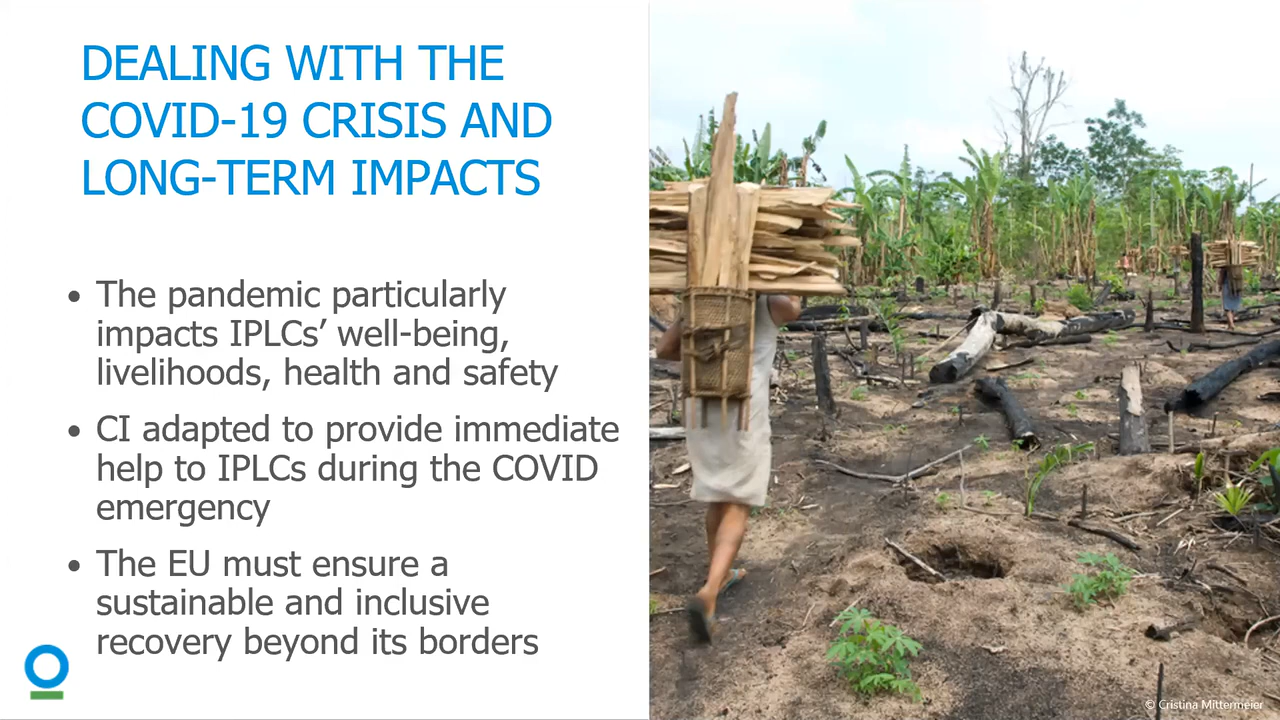 DEALING WITH THE
COVID-19 CRISIS AND
LONG-TERM IMPACTS
• The pandemic particularly
impacts IPLCs’ well-being,
livelihoods, health and safety
• CI adapted to provide immediate
help to IPLCs during the COVID
emergency
• The EU must ensure a
sustainable and inclusive
recovery beyond its borders
© Cristina Mittermeier